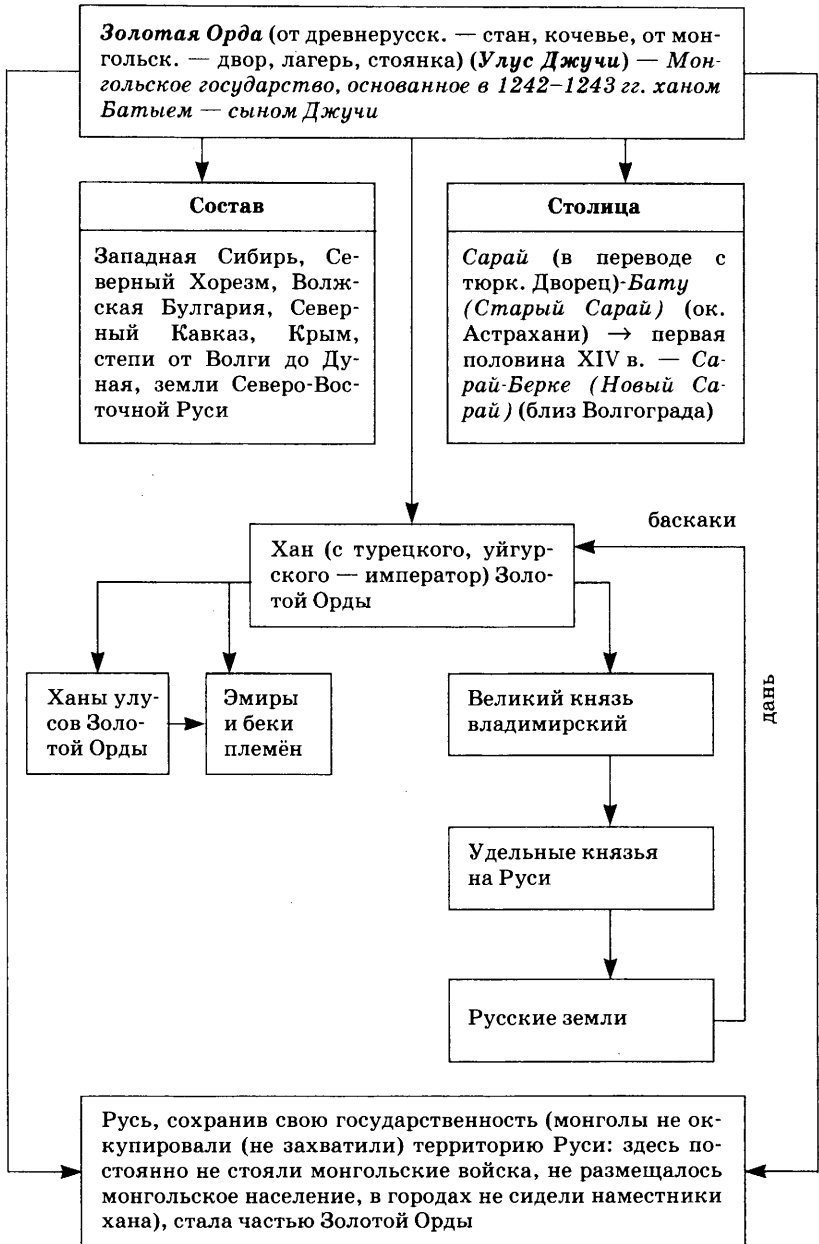 Золотая Орда (от древнерусск. — стан, кочевье, от мон-
гольск. — двор, лагерь, стоянка) (Улус Джучи) — Мон-
гольское государство, основанное в 1242–1243 гг. ханом
Батыем — сыном Джучи
Состав
Западная Сибирь, Се-
верный Хорезм, Волж-
ская Булгария, Север-
ный Кавказ, Крым,
степи от Волги до Ду-
ная, земли Северо-Вос-
точной Руси
Столица
Сарай (в переводе с
тюрк. Дворец)-Бату
(Старый Сарай) (ок.
Астрахани) → первая
половина XIV в. — Са-
рай-Берке (Новый Са-
рай) (близ Волгограда)
баскаки
Хан (с турецкого, уйгур-
ского — император) Золо-
той Орды
Ханы улу-
сов Золо-
той Орды
Эмиры
и беки
племён
Великий князь
владимирский
дань
Удельные князья
на Руси
Русские земли
Русь, сохранив свою государственность (монголы не ок-
купировали (не захватили) территорию Руси: здесь по-
стоянно не стояли монгольские войска, не размещалось
монгольское население, в городах не сидели наместники
хана), стала частью Золотой Орды